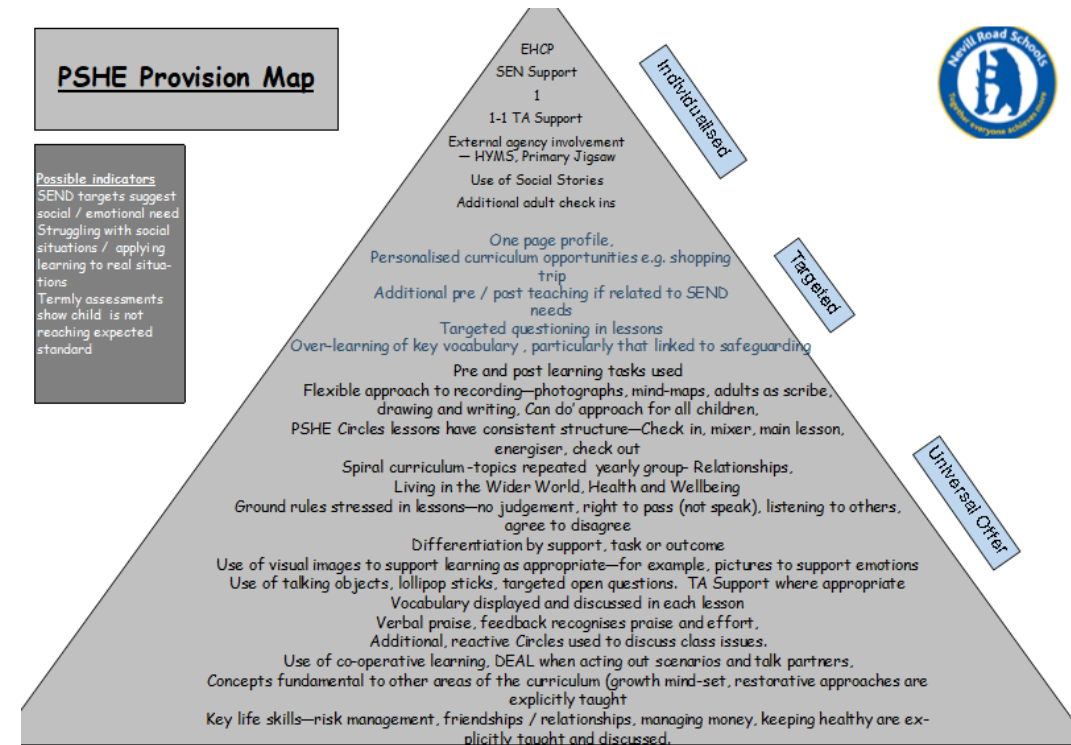 PSHE Provision Map
Nevill Road Schools
Together everyone achieves more
Possible indicators
SEND targets suggest
social / emotional need
Struggling with social
situations / applying
learning to real situa-
tions
Termly assessments
show child is not
reaching expected
standard
Individualised
EHCP
SEN Support
1
1-1 TA Support
External agency involvement
— HYMS, Primary Jigsaw
Use of Social Stories
Additional adult check ins
Targeted
One page profile,
Personalised curriculum opportunities e.g. shopping
trip
Additional pre / post teaching if related to SEND
needs
Targeted questioning in lessons
Over-learning of key vocabulary , particularly that linked to safeguarding
Universal Offer
Pre and post learning tasks used
Flexible approach to recording—photographs, mind-maps, adults as scribe,
drawing and writing, Can do' approach for all children,
PSHE Circles lessons have consistent structure—Check in, mixer, main lesson,
energiser, check out
Spiral curriculum -topics repeated yearly group- Relationships,
Living in the Wider World, Health and Wellbeing
Ground rules stressed in lessons—no judgement, right to pass (not speak), listening to others,
agree to disagree
Differentiation by support, task or outcome
Use of visual images to support learning as appropriate—for example, pictures to support emotions
Use of talking objects, lollipop sticks, targeted open questions. TA Support where appropriate
Vocabulary displayed and discussed in each lesson
Verbal praise, feedback recognises praise and effort,
Additional, reactive Circles used to discuss class issues.
Use of co-operative learning, DEAL when acting out scenarios and talk partners,
Concepts fundamental to other areas of the curriculum (growth mind-set, restorative approaches are
explicitly taught
Key life skills—risk management, friendships / relationships, managing money, keeping healthy are ex-
plicitly taught and discussed.